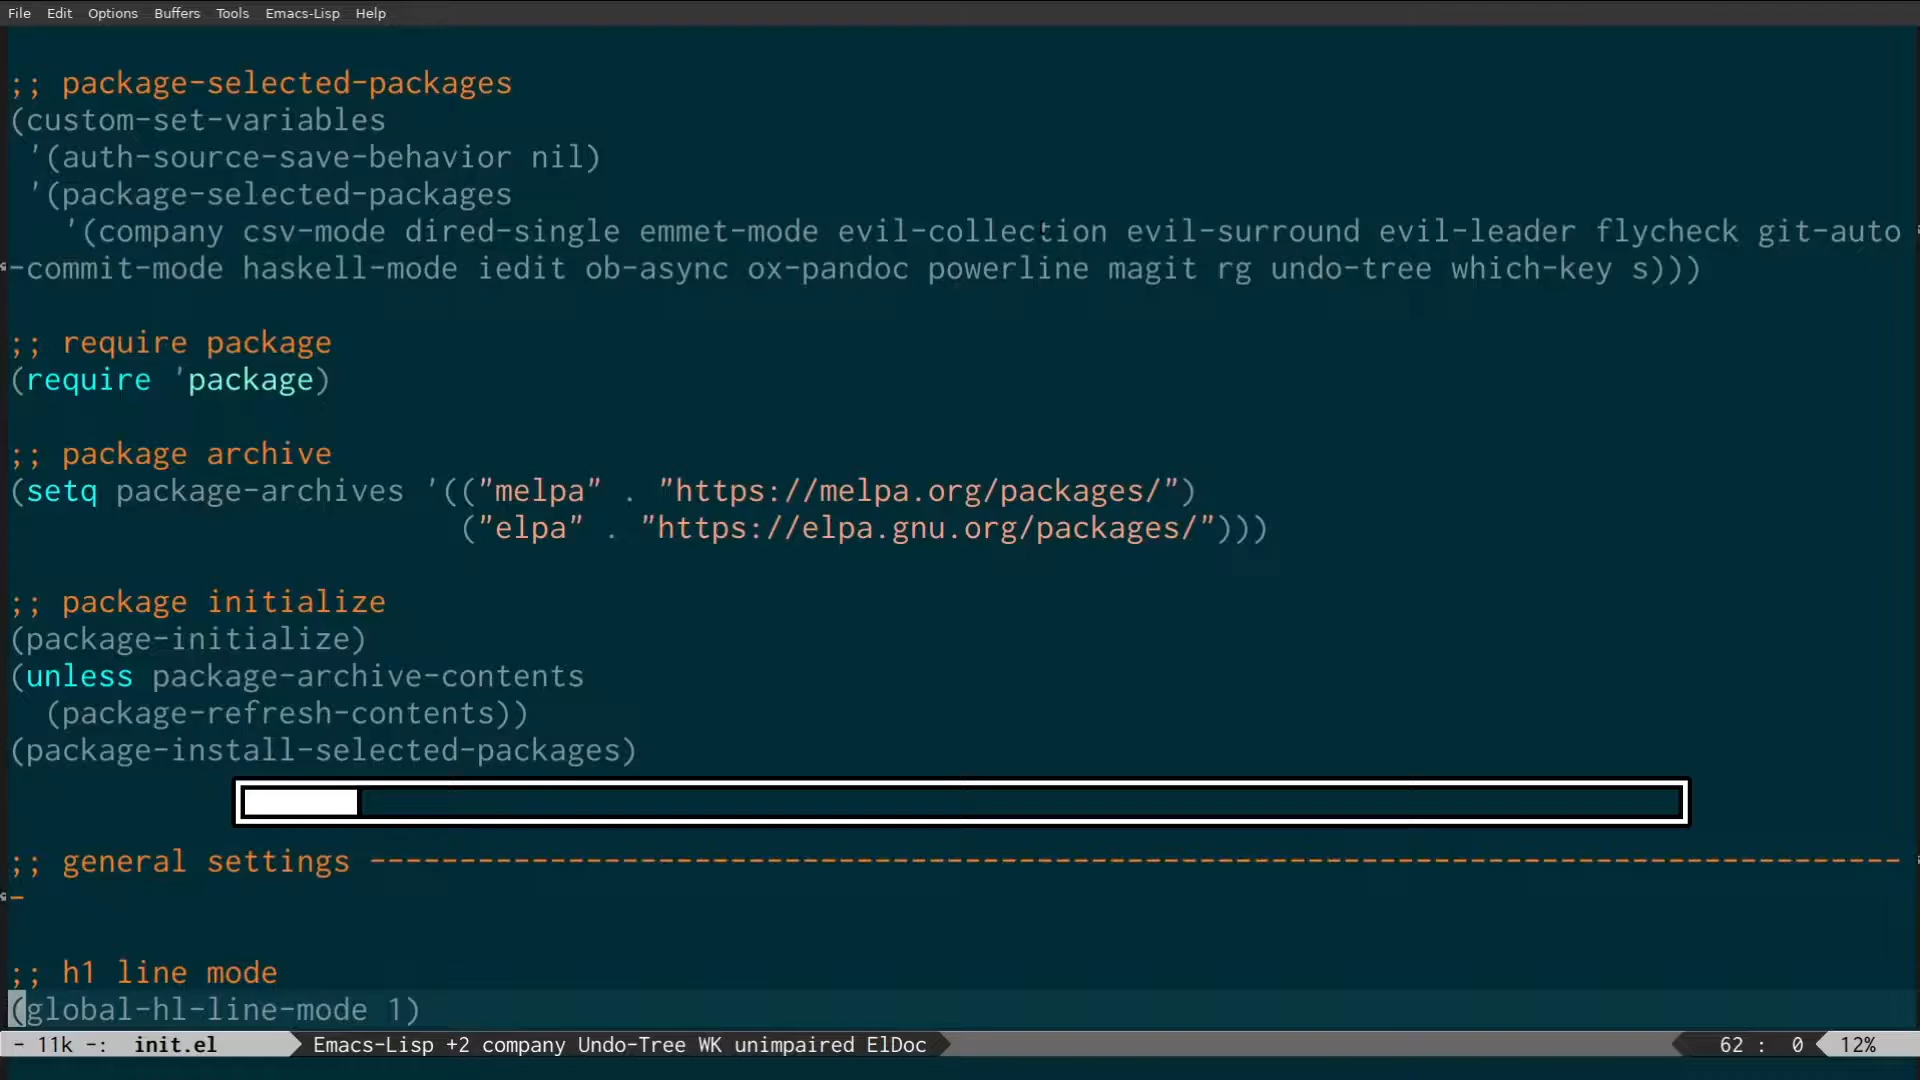 File Edit Options Buffers Tools Emacs-Lisp Help
;; package-selected-packages
(custom-set-variables
 '(auth-source-save-behavior nil)
 '(package-selected-packages
   '(company csv-mode dired-single emmet-mode evil-collection evil-surround evil-leader flycheck git-auto
-commit-mode haskell-mode iedit ob-async ox-pandoc powerline magit rg undo-tree which-key s)))
;; require package
(require 'package)
;; package archive
(setq package-archives '(("melpa" . "https://melpa.org/packages/")
                         ("elpa" . "https://elpa.gnu.org/packages/")))
;; package initialize
(package-initialize)
(unless package-archive-contents
  (package-refresh-contents))
(package-install-selected-packages)
;; general settings -------------------------------------------------------------------------------------
-
;; h1 line mode
(global-hl-line-mode 1)
- 11k -: init.el Emacs-Lisp +2 company Undo-Tree WK unimpaired ElDoc 62 : 0 12%